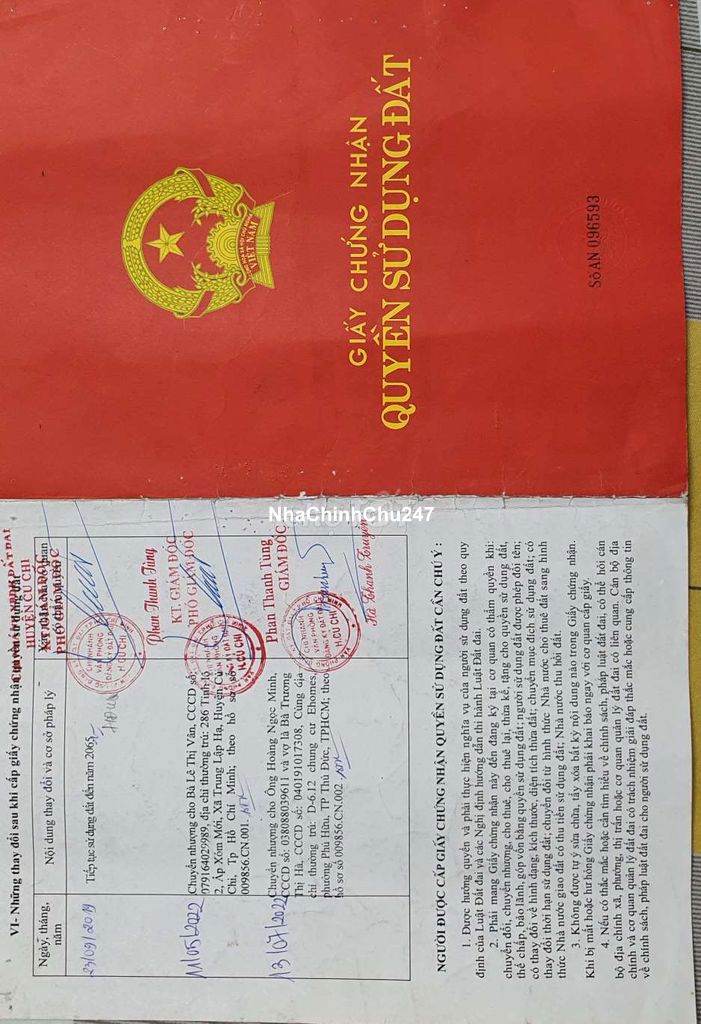 GIẤY CHỨNG NHẬN
QUYỀN SỬ DỤNG ĐẤT
Số AN 096593
VIỆT NAM
NhaChinhChu247
VI- Những thay đổi sau khi cấp giấy chứng nhận quyền sử dụng đất
Ngày, tháng, năm
Nội dung thay đổi và cơ sở pháp lý
23/09/2019
Tiếp tục sử dụng đất đến năm 2065.
HUYỆN CỦ CHI
PHÓ GIÁM ĐỐC
Phan Thanh Tùng
11/05/2022
Chuyển nhượng cho Bà Lê Thị Vân, CCCD số:
079164029989, địa chỉ thường trú: 286 Tỉnh lộ
2, Ấp Xóm Mới, Xã Trung Lập Hạ, Huyện Củ
Chi, Tp Hồ Chí Minh; theo hồ sơ số
009856.CN.001.
KT. GIÁM ĐỐC
PHÓ GIÁM ĐỐC
Phan Thanh Tùng
13/07/2022
Chuyển nhượng cho Ông Hoàng Ngọc Minh,
CCCD số: 038088039611 và vợ là Bà Trương
Thị Hà, CCCD số: 040191017308, Cùng địa
chỉ thường trú: D-6.12 chung cư Ehomes,
phường Phú Hữu, TP Thủ Đức, TPHCM; theo
hồ sơ số 009856.CN.002
GIÁM ĐỐC
NGƯỜI ĐƯỢC CẤP GIẤY CHỨNG NHẬN QUYỀN SỬ DỤNG ĐẤT CẦN CHÚ Ý :
1. Được hưởng quyền và phải thực hiện nghĩa vụ của người sử dụng đất theo quy
định của Luật Đất đai và các Nghị định hướng dẫn thi hành Luật Đất đai.
2. Phải mang Giấy chứng nhận này đến đăng ký tại cơ quan có thẩm quyền khi:
chuyển đổi, chuyển nhượng, cho thuê, cho thuê lại, thừa kế, tặng cho quyền sử dụng đất,
thế chấp, bảo lãnh, góp vốn bằng quyền sử dụng đất; người sử dụng đất được phép đổi tên;
có thay đổi về hình dạng, kích thước, diện tích thửa đất; chuyển mục đích sử dụng đất; có
thay đổi thời hạn sử dụng đất; chuyển đổi từ hình thức Nhà nước cho thuê đất sang hình
thức Nhà nước giao đất có thu tiền sử dụng đất; Nhà nước thu hồi đất.
3. Không được tự ý sửa chữa, tẩy xóa bất kỳ nội dung nào trong Giấy chứng nhận.
Khi bị mất hoặc hư hỏng Giấy chứng nhận phải khai báo ngay với cơ quan cấp giấy.
4. Nếu có thắc mắc hoặc cần tìm hiểu về chính sách, pháp luật đất đai, có thể hỏi cán
bộ địa chính xã, phường, thị trấn hoặc cơ quan quản lý đất đai có liên quan. Cán bộ địa
chính và cơ quan quản lý đất đai có trách nhiệm giải đáp thắc mắc hoặc cung cấp thông tin
về chính sách, pháp luật đất đai cho người sử dụng đất.